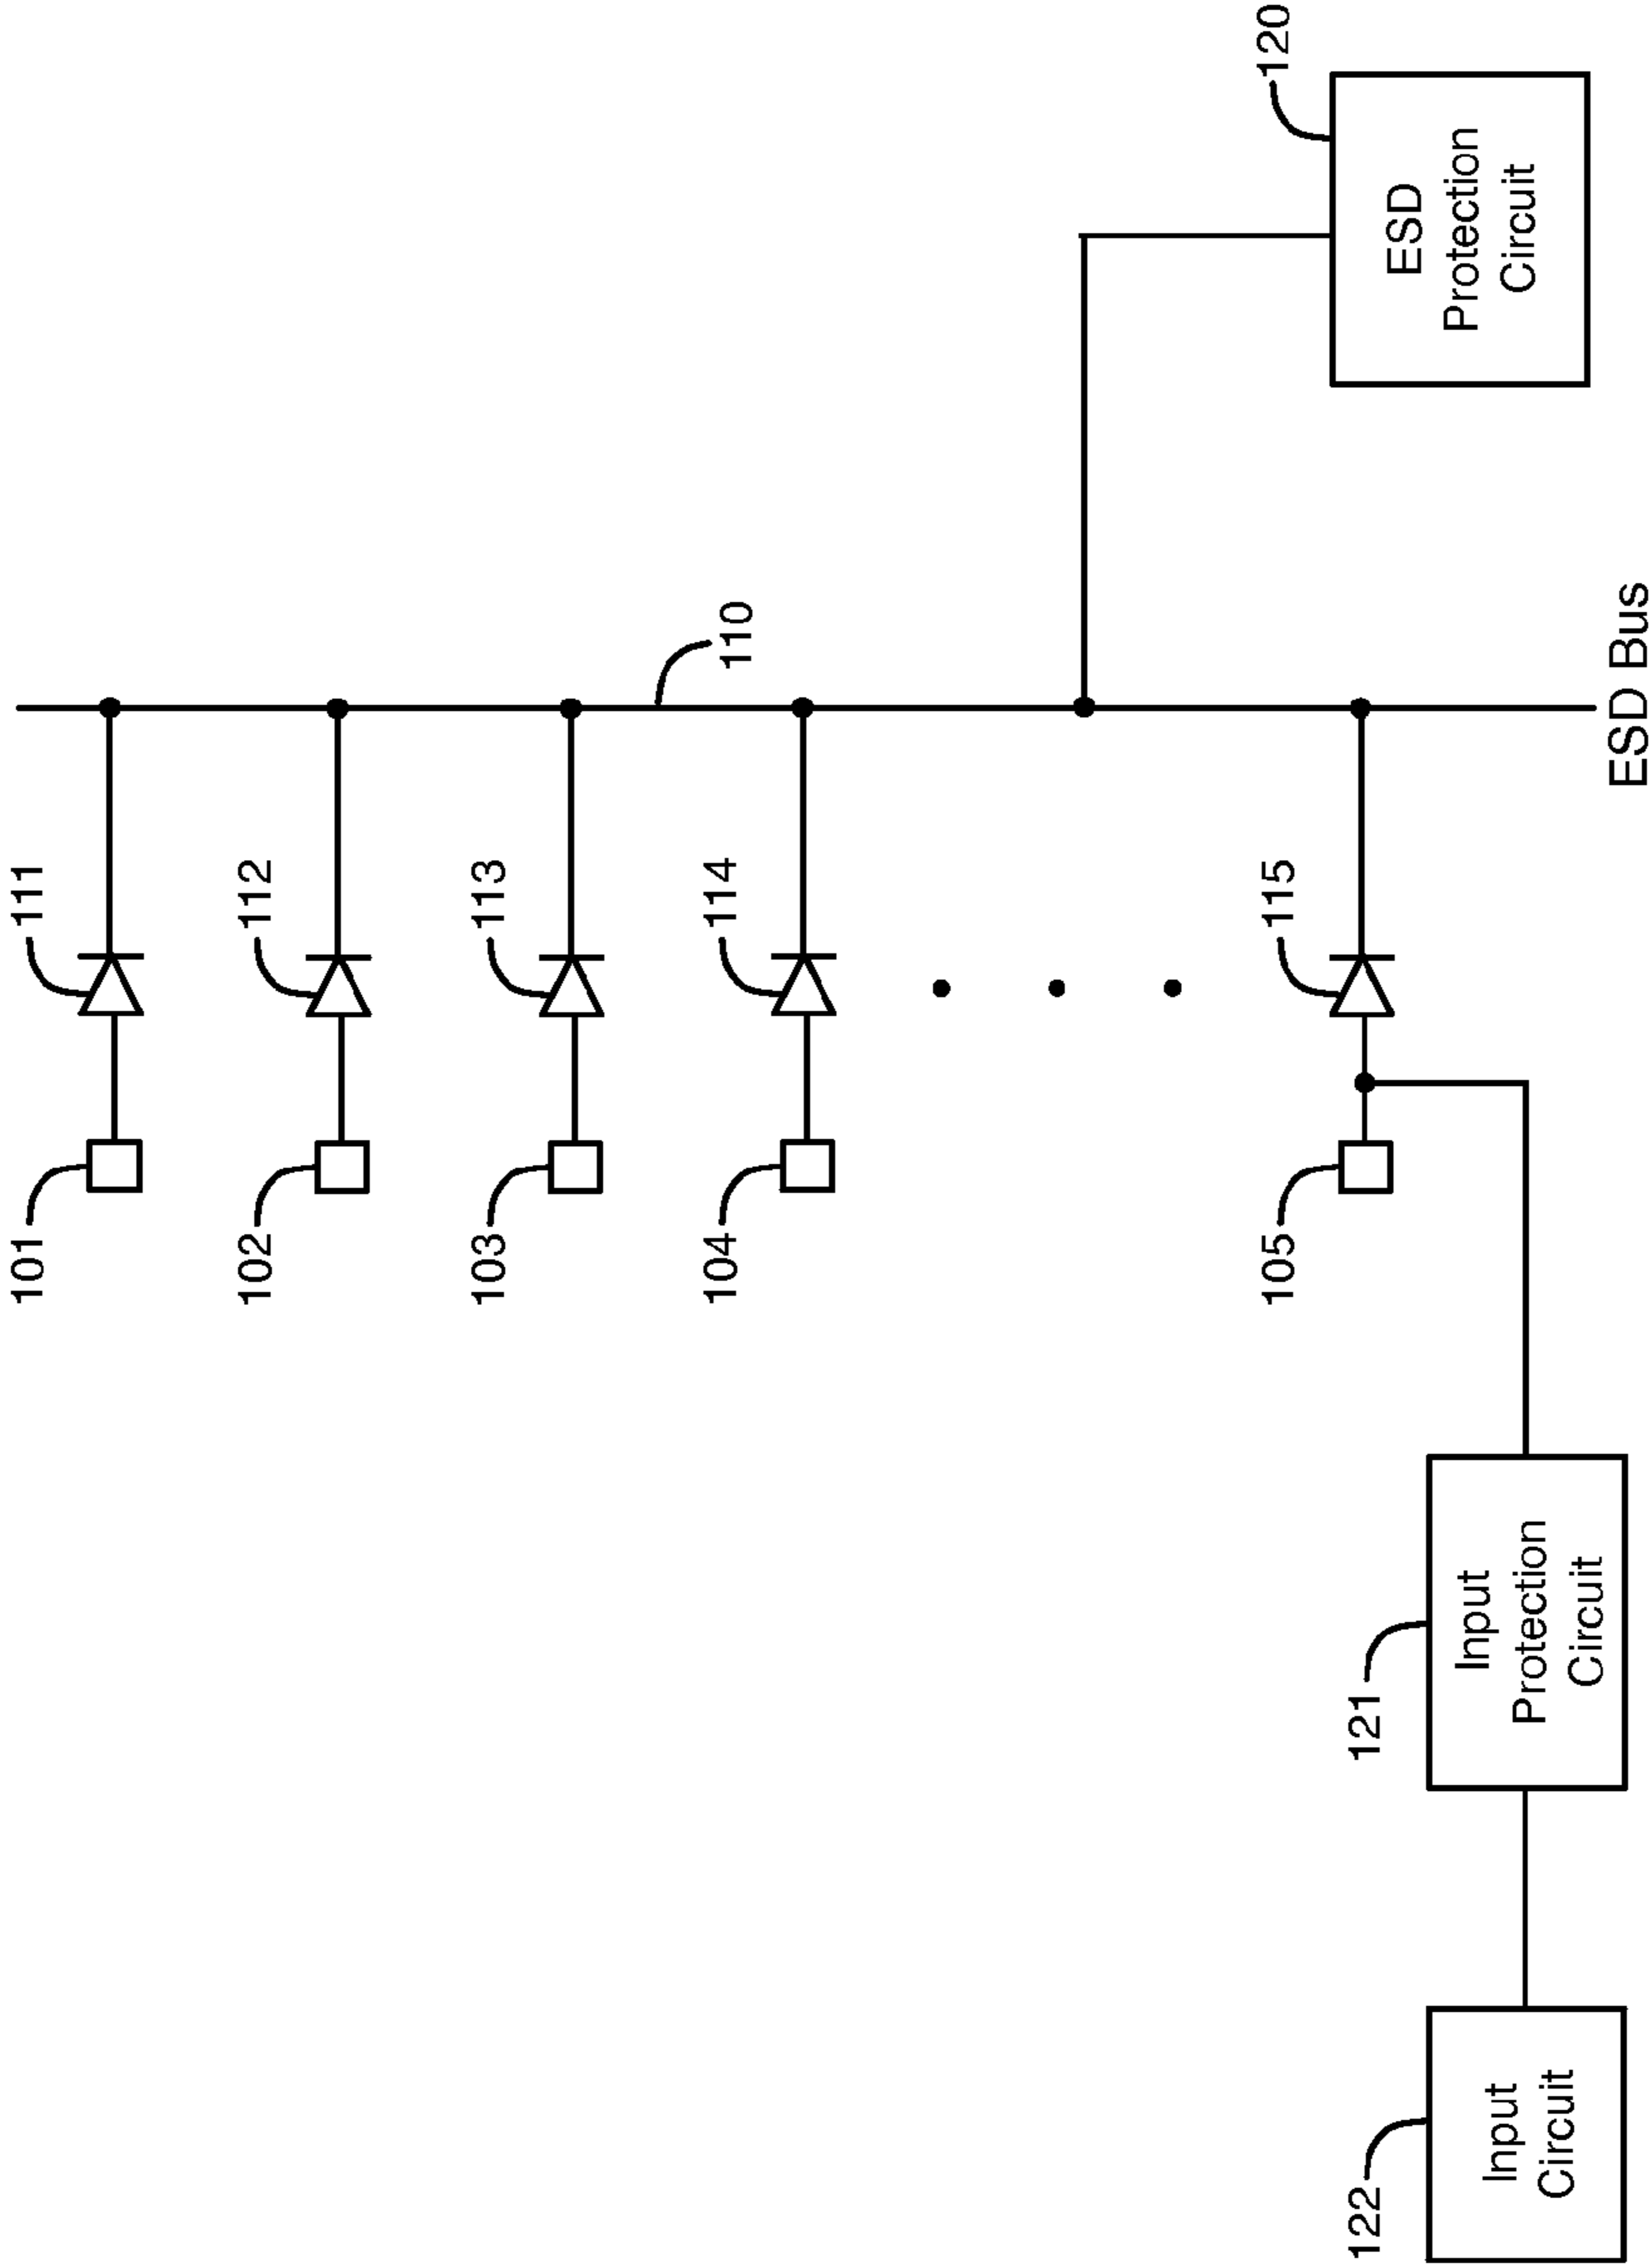 101
111
102
112
103
113
104
114
110
105
115
120
ESD
Protection
Circuit
122
Input
Circuit
121
Input
Protection
Circuit
ESD Bus